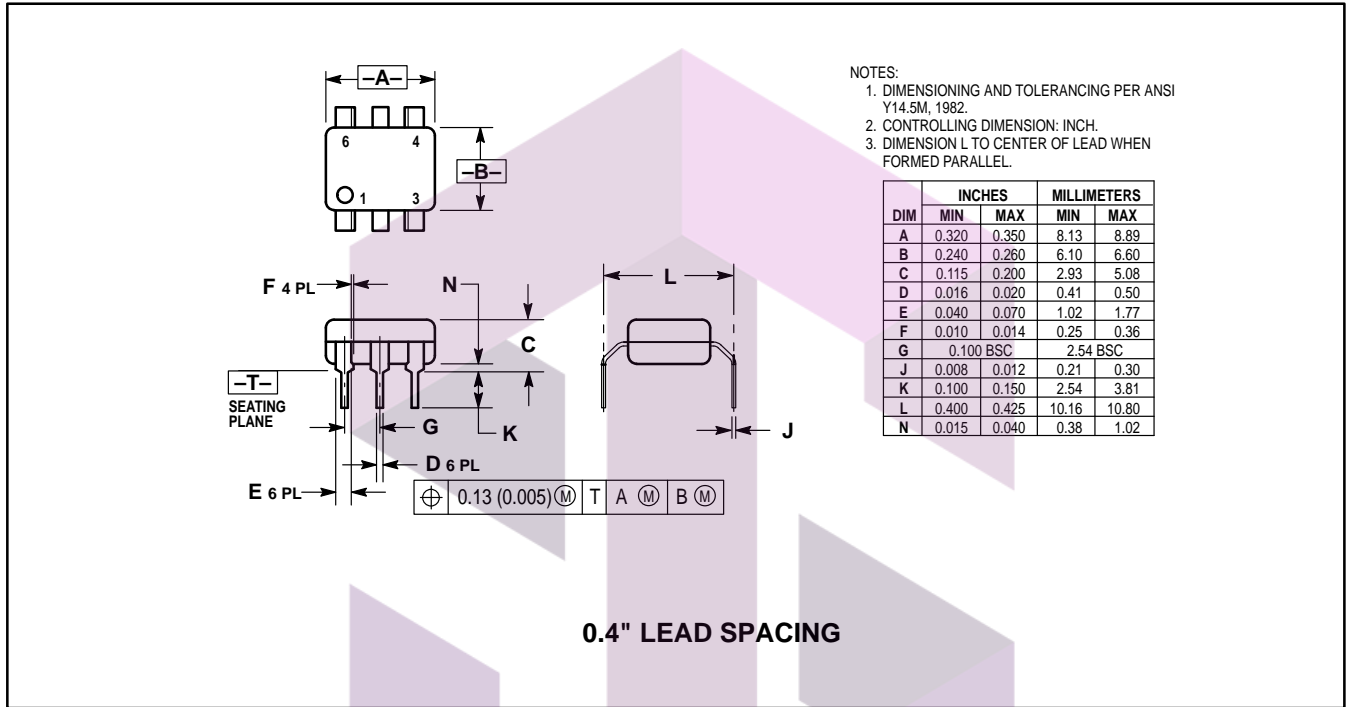 –A–
6 4
–B–
1 3
NOTES:
1. DIMENSIONING AND TOLERANCING PER ANSI
Y14.5M, 1982.
2. CONTROLLING DIMENSION: INCH.
3. DIMENSION L TO CENTER OF LEAD WHEN
FORMED PARALLEL.
INCHES MILLIMETERS
DIM MIN MAX MIN MAX
A 0.320 0.350 8.13 8.89
B 0.240 0.260 6.10 6.60
C 0.115 0.200 2.93 5.08
D 0.016 0.020 0.41 0.50
E 0.040 0.070 1.02 1.77
F 0.010 0.014 0.25 0.36
G 0.100 BSC 2.54 BSC
J 0.008 0.012 0.21 0.30
K 0.100 0.150 2.54 3.81
L 0.400 0.425 10.16 10.80
N 0.015 0.040 0.38 1.02
F 4 PL
N
L
C
–T–
SEATING
PLANE
G
K
J
D 6 PL
E 6 PL
⌖ 0.13 (0.005) Ⓜ T A Ⓜ B Ⓜ
0.4" LEAD SPACING